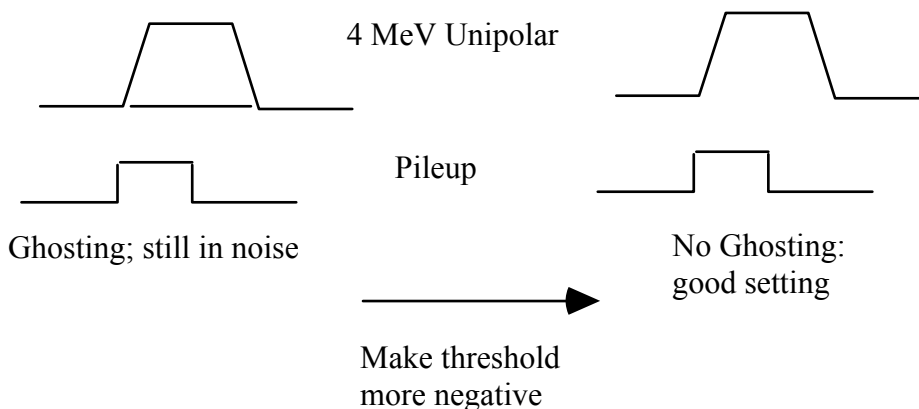 4 MeV Unipolar
Pileup
Ghosting; still in noise
No Ghosting:
good setting
Make threshold
more negative